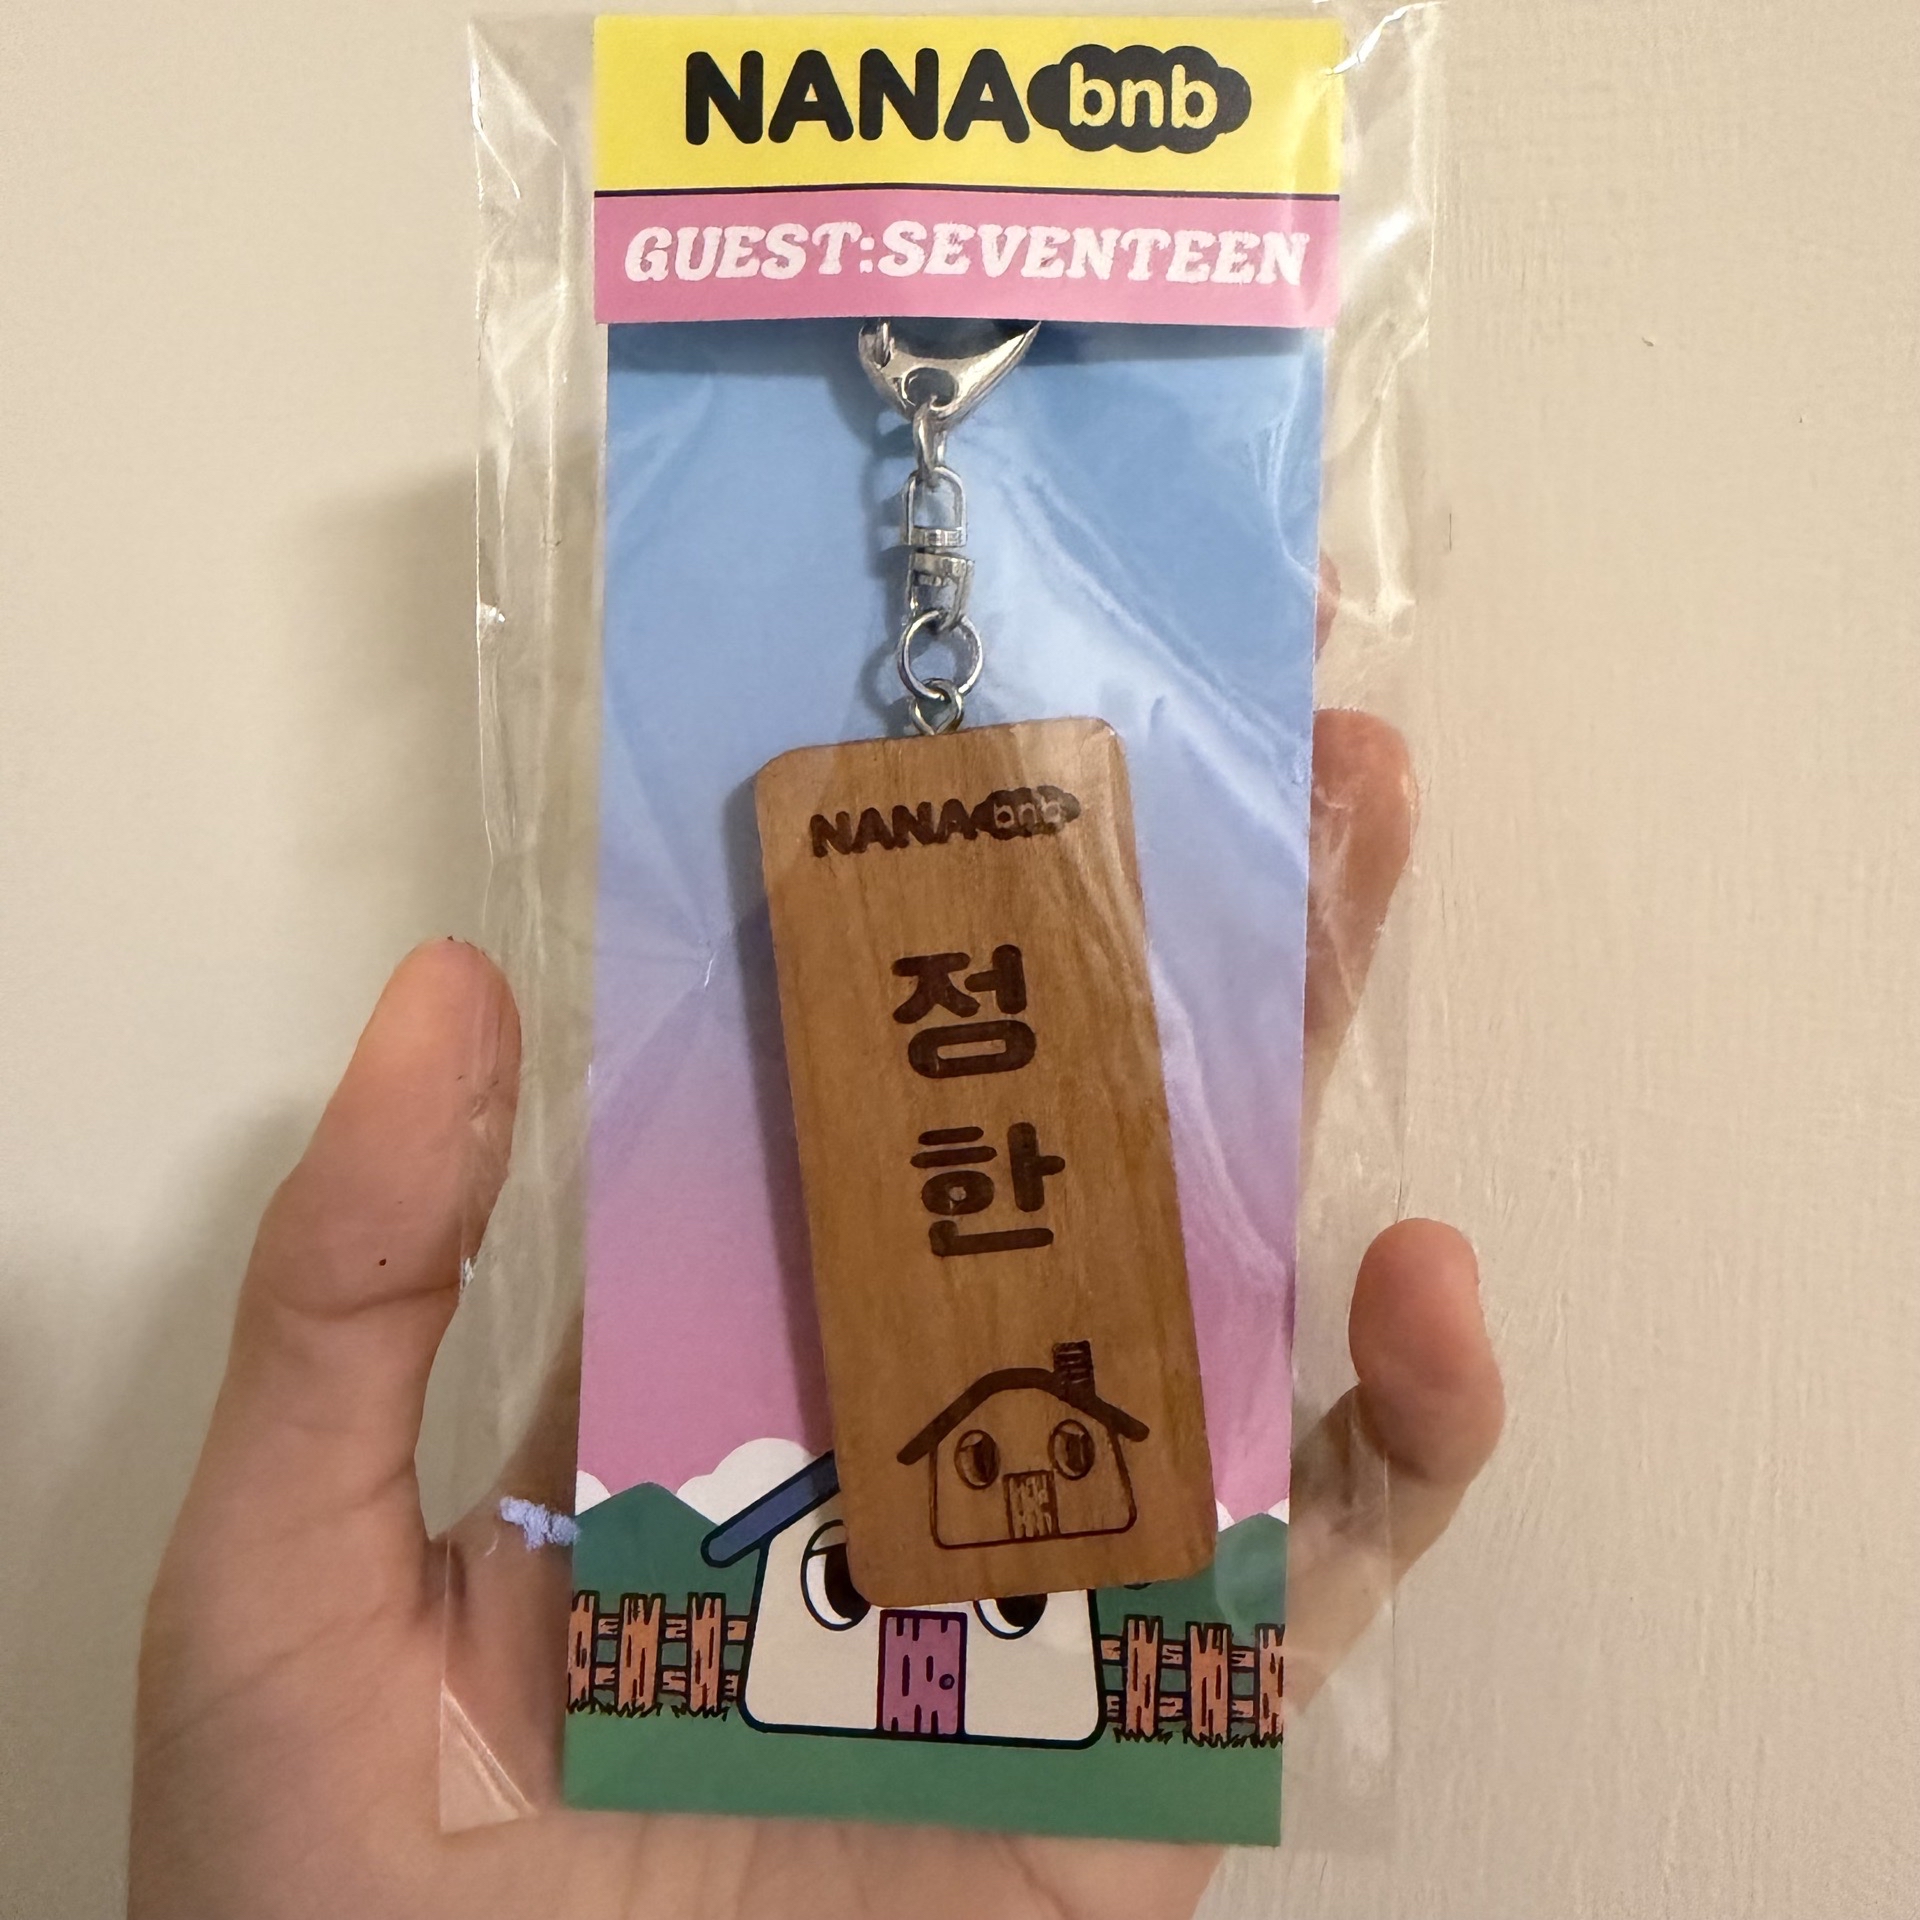 NANA bnb
GUEST:SEVENTEEN
NANA bnb
정
한